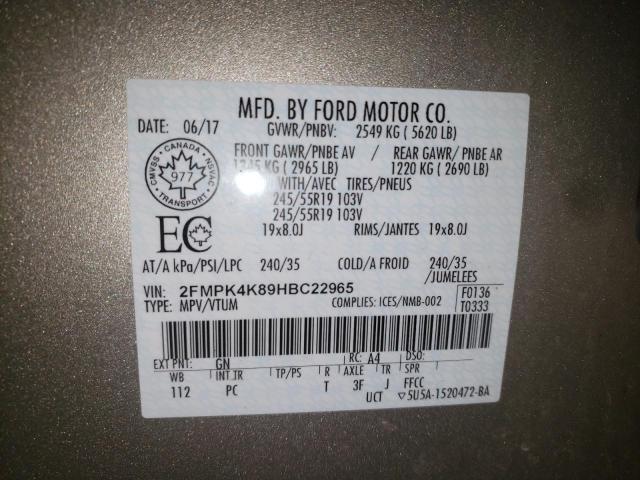 MFD. BY FORD MOTOR CO.
DATE: 06/17 GVWR/PNBV: 2549 KG ( 5620 LB)
FRONT GAWR/PNBE AV / REAR GAWR/ PNBE AR
1345 KG ( 2965 LB) 1220 KG ( 2690 LB)
WITH/AVEC TIRES/PNEUS
245/55R19 103V
245/55R19 103V
19x8.0J RIMS/JANTES 19x8.0J
CMVSS · CANADA · NSVAC
977
TRANSPORT
EC
AT/A kPa/PSI/LPC 240/35 COLD/A FROID 240/35
/JUMELEES
VIN: 2FMPK4K89HBC22965
TYPE: MPV/VTUM COMPLIES: ICES/NMB-002
F0136
T0333
EXT PNT: GN RC: A4 DSO:
WB INT TR TP/PS R AXLE TR SPR
112 PC T 3F J FFCC
UCT ▽5U5A-1520472-BA